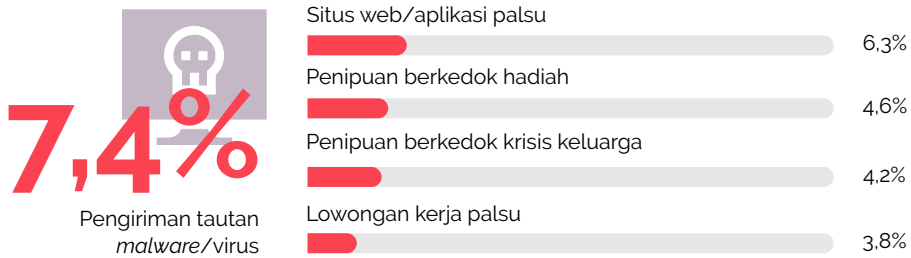 7,4%
Pengiriman tautan
malware/virus
Situs web/aplikasi palsu
6,3%
Penipuan berkedok hadiah
4,6%
Penipuan berkedok krisis keluarga
4,2%
Lowongan kerja palsu
3,8%